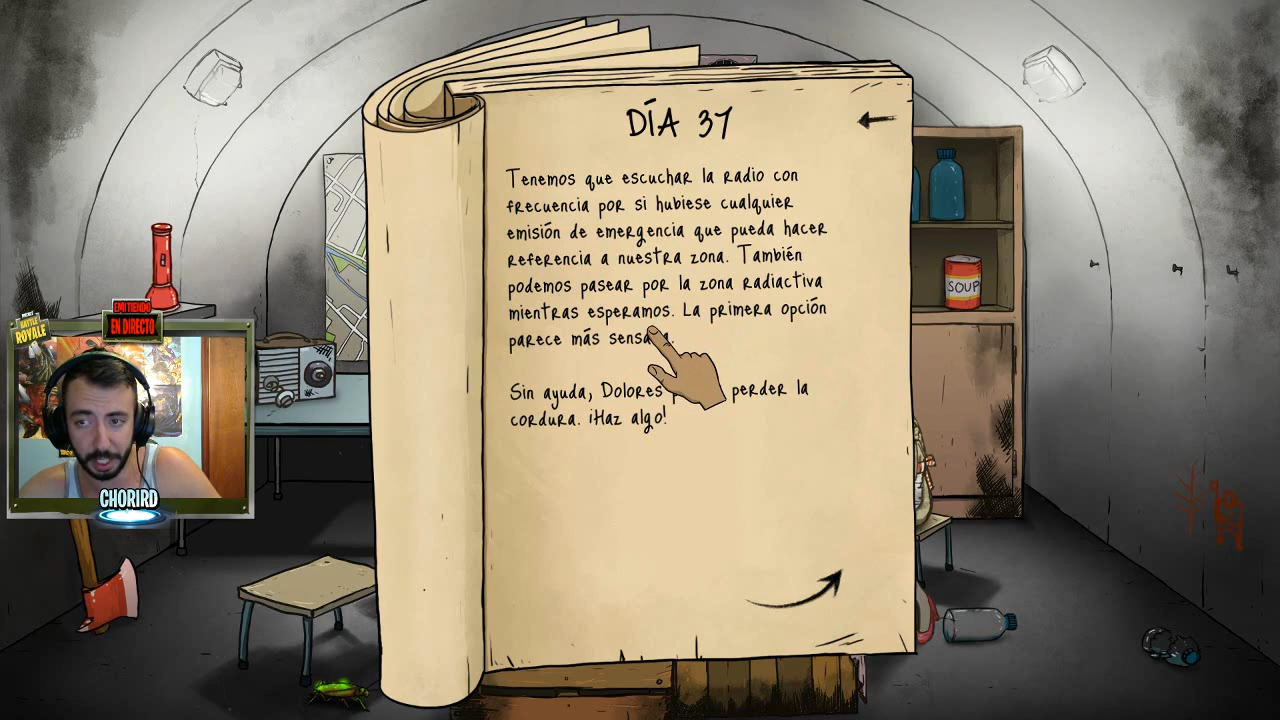 DÍA 37
Tenemos que escuchar la radio con
frecuencia por si hubiese cualquier
emisión de emergencia que pueda hacer
referencia a nuestra zona. También
podemos pasear por la zona radiactiva
mientras esperamos. La primera opción
parece más
Sin ayuda, Dolores perder la
cordura. ¡Haz algo!
SOUP
EMITIENDO
EN DIRECTO
BATTLE
ROYALE
CHORIRD